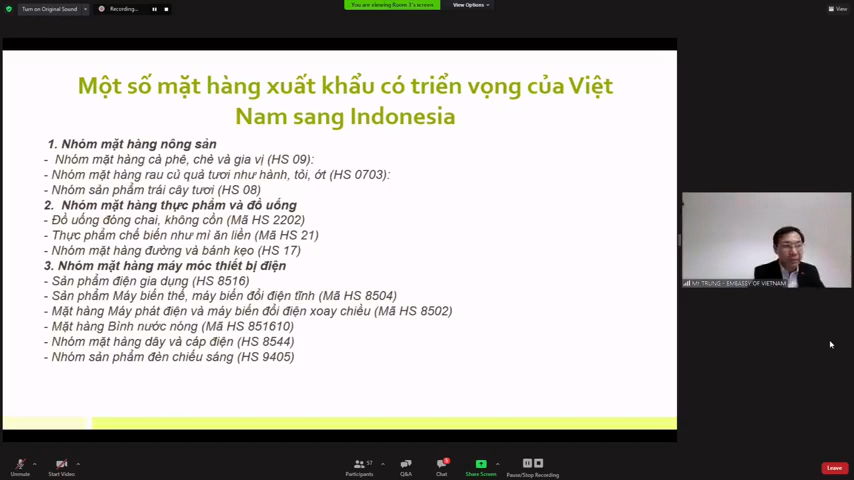 Turn on Original Sound
Recording...
You are viewing Room 3's screen
View Options
View
Một số mặt hàng xuất khẩu có triển vọng của Việt
Nam sang Indonesia
1. Nhóm mặt hàng nông sản
- Nhóm mặt hàng cà phê, chè và gia vị (HS 09):
- Nhóm mặt hàng rau củ quả tươi như hành, tỏi, ớt (HS 0703):
- Nhóm sản phẩm trái cây tươi (HS 08)
2. Nhóm mặt hàng thực phẩm và đồ uống
- Đồ uống đóng chai, không cồn (Mã HS 2202)
- Thực phẩm chế biến như mì ăn liền (Mã HS 21)
- Nhóm mặt hàng đường và bánh kẹo (HS 17)
3. Nhóm mặt hàng máy móc thiết bị điện
- Sản phẩm điện gia dụng (HS 8516)
- Sản phẩm Máy biến thế, máy biến đổi điện tĩnh (Mã HS 8504)
- Mặt hàng Máy phát điện và máy biến đổi điện xoay chiều (Mã HS 8502)
- Mặt hàng Bình nước nóng (Mã HS 851610)
- Nhóm mặt hàng dây và cáp điện (HS 8544)
- Nhóm sản phẩm đèn chiếu sáng (HS 9405)
Mr TRUNG - EMBASSY OF VIETNAM
Unmute
Start Video
Participants
57
Q&A
Chat
Share Screen
Pause/Stop Recording
Leave